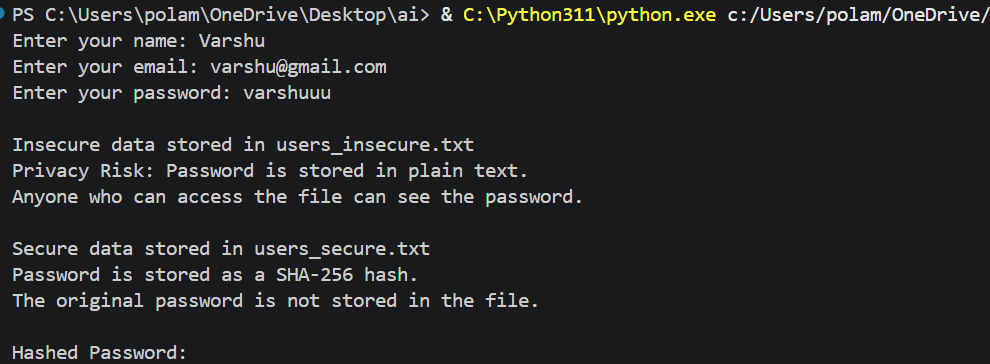 PS C:\Users\polam\OneDrive\Desktop\ai> & C:\Python311\python.exe c:/Users/polam/OneDrive/
Enter your name: Varshu
Enter your email: varshu@gmail.com
Enter your password: varshuuu
Insecure data stored in users_insecure.txt
Privacy Risk: Password is stored in plain text.
Anyone who can access the file can see the password.
Secure data stored in users_secure.txt
Password is stored as a SHA-256 hash.
The original password is not stored in the file.
Hashed Password: